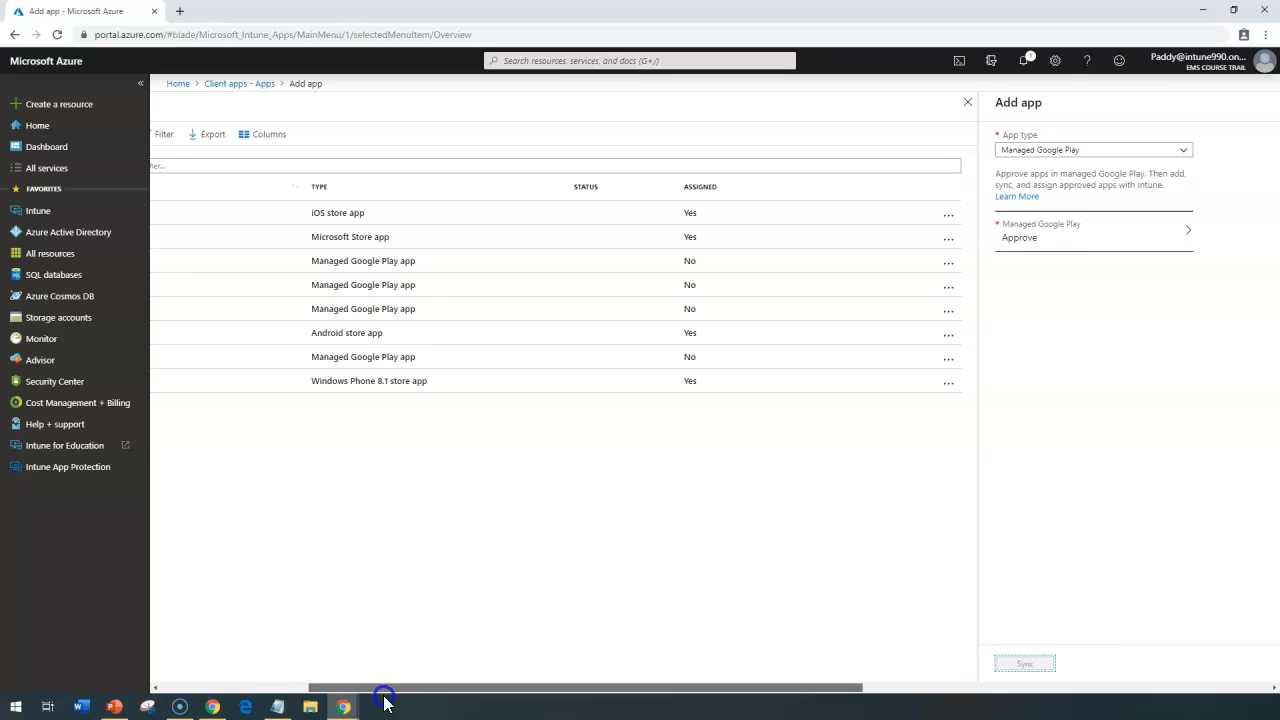 Add app - Microsoft Azure
portal.azure.com/#blade/Microsoft_Intune_Apps/MainMenu/1/selectedMenuItem/Overview
Microsoft Azure
Search resources, services, and docs (G+/)
1
Paddy@intune990.on...
EMS COURSE TRAIL
Home > Client apps - Apps > Add app
Create a resource
Home
Dashboard
All services
FAVORITES
Intune
Azure Active Directory
All resources
SQL databases
Azure Cosmos DB
Storage accounts
Monitor
Advisor
Security Center
Cost Management + Billing
Help + support
Intune for Education
Intune App Protection
Filter Export Columns
her...
TYPE STATUS ASSIGNED
iOS store app Yes ...
Microsoft Store app Yes ...
Managed Google Play app No ...
Managed Google Play app No ...
Managed Google Play app No ...
Android store app Yes ...
Managed Google Play app No ...
Windows Phone 8.1 store app Yes ...
Add app
* App type
Managed Google Play
Approve apps in managed Google Play. Then add,
sync, and assign approved apps with Intune.
Learn More
* Managed Google Play
Approve
Sync